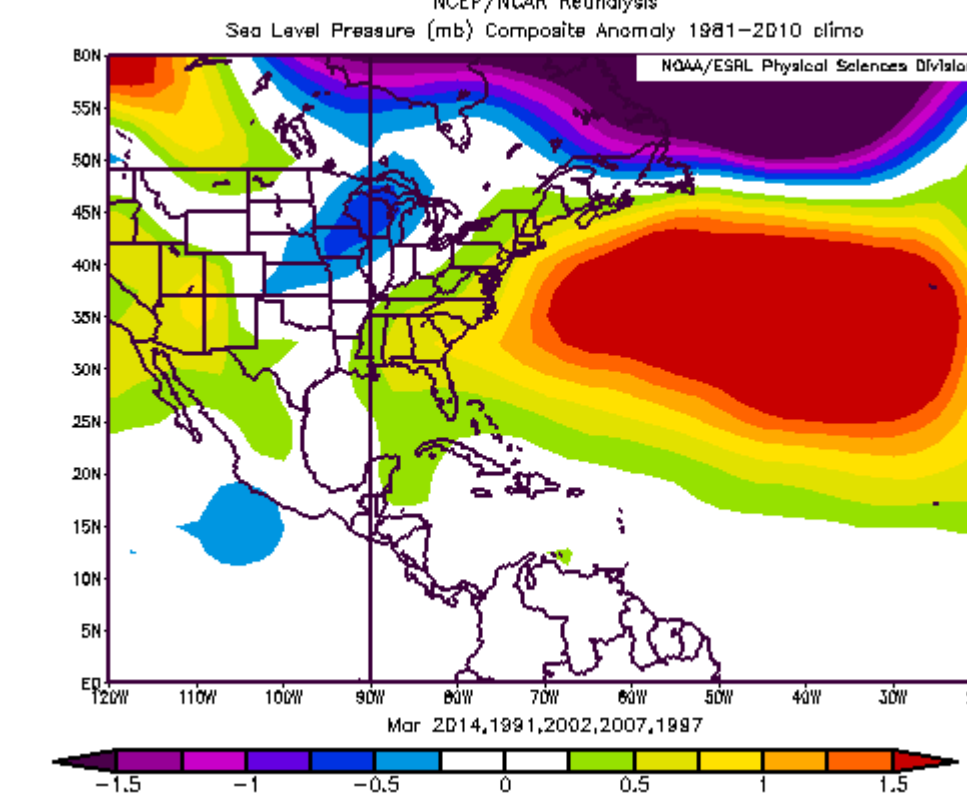 NCEP/NCAR Reanalysis
Sea Level Pressure (mb) Composite Anomaly 1981-2010 climo
NOAA/ESRL Physical Sciences Divisio
60N
55N
50N
45N
40N
35N
30N
25N
20N
15N
10N
5N
EQ
120W 110W 100W 90W 80W 70W 60W 50W 40W 30W
Mar 2014,1991,2002,2007,1997
-1.5 -1 -0.5 0 0.5 1 1.5